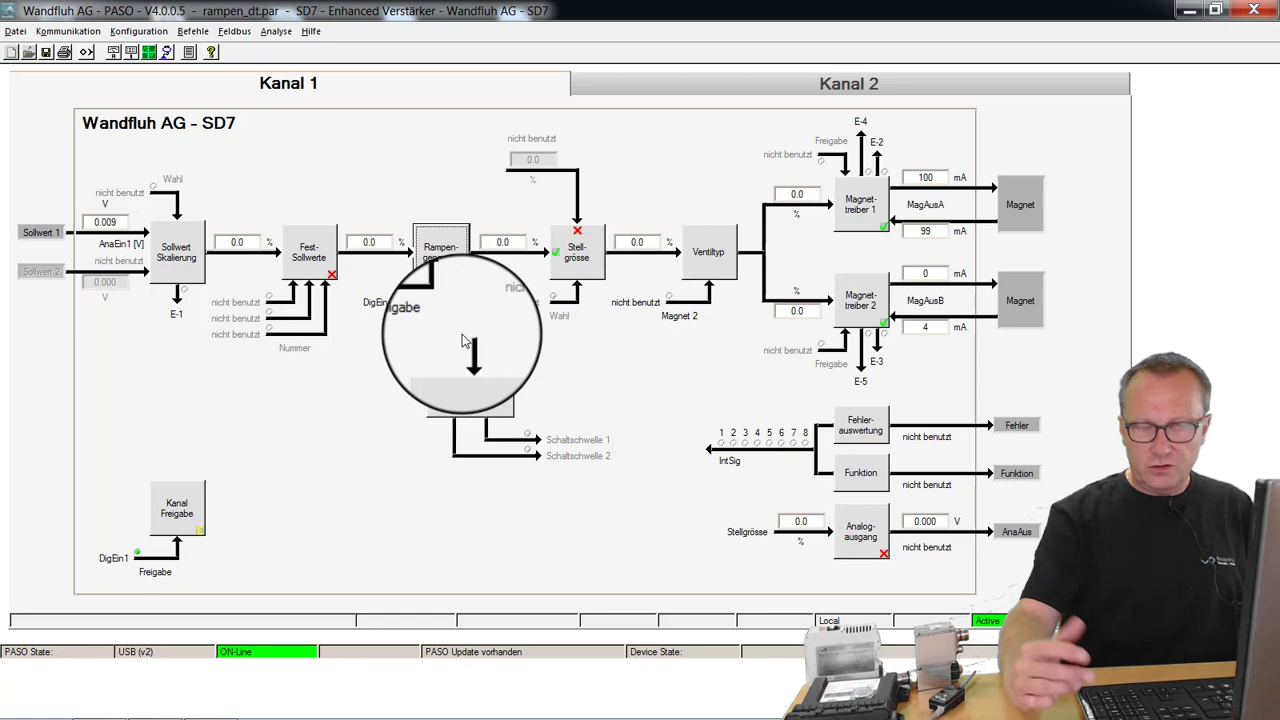 Wandfluh AG - PASO - V4.0.0.5 - rampen_dt.par - SD7 - Enhanced Verstärker - Wandfluh AG - SD7
Datei Kommunikation Konfiguration Befehle Feldbus Analyse Hilfe
Kanal 1 Kanal 2
Wandfluh AG - SD7
nicht benutzt
0.0
%
Wahl
nicht benutzt
V
Sollwert 1
0.009
AnaEin1 [V]
nicht benutzt
Sollwert 2
0.000
V
Sollwert
Skalierung
E-1
0.0 %
Fest-
Sollwerte
nicht benutzt
nicht benutzt
nicht benutzt
Nummer
0.0 %
Rampen-
0.0 %
Stell-
grösse
Wahl
0.0 %
Ventiltyp
nicht benutzt
Magnet 2
0.0
%
%
0.0
Freigabe
nicht benutzt
E-4
E-2
Magnet-
treiber 1
100 mA
MagAusA
99 mA
Magnet
Magnet-
treiber 2
0 mA
MagAusB
4 mA
Magnet
nicht benutzt
Freigabe
E-3
E-5
Schaltschwelle 1
Schaltschwelle 2
1 2 3 4 5 6 7 8
IntSig
Fehler-
auswertung
nicht benutzt
Fehler
Funktion
nicht benutzt
Funktion
Stellgrösse
0.0
%
Analog-
ausgang
0.000 V
nicht benutzt
AnaAus
Kanal
Freigabe
DigEin1
Freigabe
Local
Active
PASO State: USB (v2) ON-Line PASO Update vorhanden Device State: